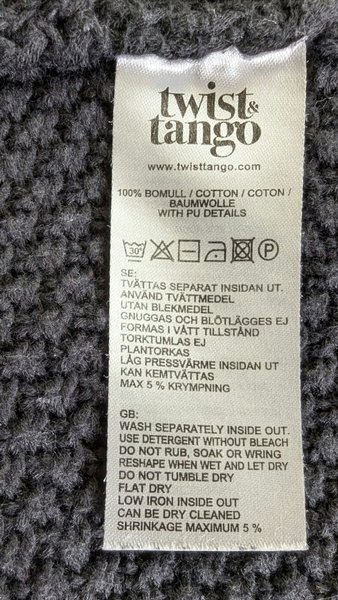 twist&
tango
www.twisttango.com
100% BOMULL / COTTON / COTON /
BAUMWOLLE
WITH PU DETAILS
30° P
SE:
TVÄTTAS SEPARAT INSIDAN UT.
ANVÄND TVÄTTMEDEL
UTAN BLEKMEDEL
GNUGGAS OCH BLÖTLÄGGES EJ
FORMAS I VÅTT TILLSTÅND
TORKTUMLAS EJ
PLANTORKAS
LÅG PRESSVÄRME INSIDAN UT
KAN KEMTVÄTTAS
MAX 5 % KRYMPNING
GB:
WASH SEPARATELY INSIDE OUT.
USE DETERGENT WITHOUT BLEACH
DO NOT RUB, SOAK OR WRING
RESHAPE WHEN WET AND LET DRY
DO NOT TUMBLE DRY
FLAT DRY
LOW IRON INSIDE OUT
CAN BE DRY CLEANED
SHRINKAGE MAXIMUM 5 %